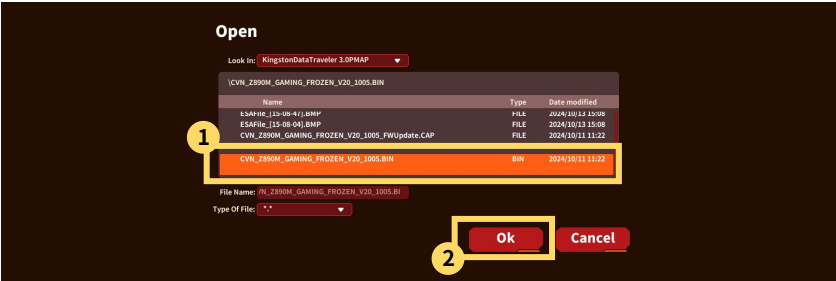 Open
Look In: KingstonDataTraveler 3.0PMAP
\CVN_Z890M_GAMING_FROZEN_V20_1005.BIN
Name Type Date modified
ESAFile_[15-08-47].BMP FILE 2024/10/13 15:08
ESAFile_[15-08-04].BMP FILE 2024/10/13 15:08
CVN_Z890M_GAMING_FROZEN_V20_1005_FWUpdate.CAP FILE 2024/10/11 11:22
1
CVN_Z890M_GAMING_FROZEN_V20_1005.BIN BIN 2024/10/11 11:22
File Name: /N_Z890M_GAMING_FROZEN_V20_1005.BI
Type Of File: *.*
2 Ok Cancel